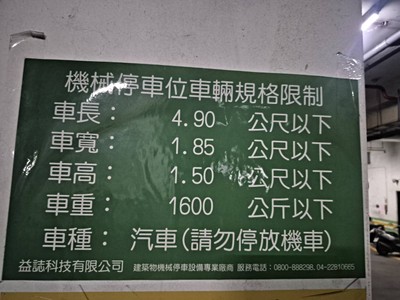 機械停車位車輛規格限制
車長： 4.90 公尺以下
車寬： 1.85 公尺以下
車高： 1.50 公尺以下
車重： 1600 公斤以下
車種： 汽車(請勿停放機車)
益誌科技有限公司 建築物機械停車設備專業廠商 服務電話：0800-888298. 04-22810665